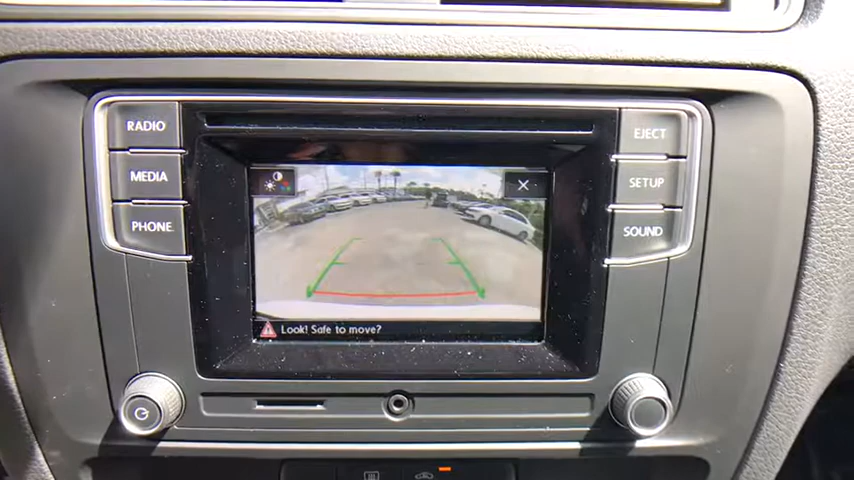 RADIO
EJECT
MEDIA
SETUP
PHONE
SOUND
Look! Safe to move?